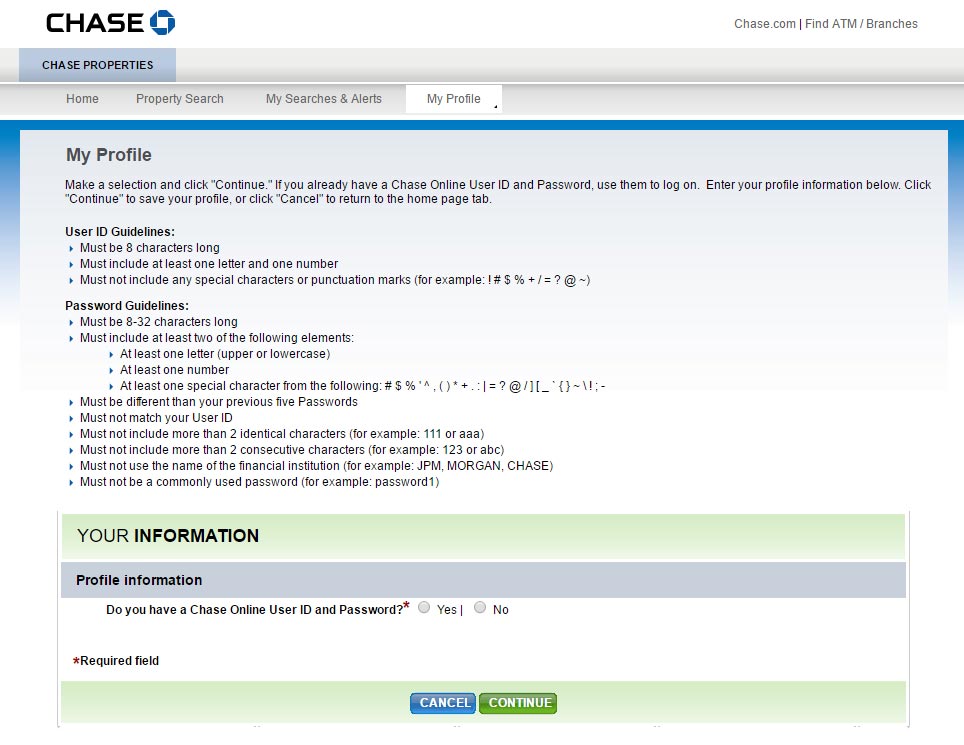 CHASE
Chase.com | Find ATM / Branches
CHASE PROPERTIES
Home Property Search My Searches & Alerts My Profile
My Profile
Make a selection and click "Continue." If you already have a Chase Online User ID and Password, use them to log on. Enter your profile information below. Click
"Continue" to save your profile, or click "Cancel" to return to the home page tab.
User ID Guidelines:
Must be 8 characters long
Must include at least one letter and one number
Must not include any special characters or punctuation marks (for example: ! # $ % + / = ? @ ~)
Password Guidelines:
Must be 8-32 characters long
Must include at least two of the following elements:
At least one letter (upper or lowercase)
At least one number
At least one special character from the following: # $ % ' ^ , ( ) * + . : | = ? @ / ] [ _ ` { } ~ \ ! ; -
Must be different than your previous five Passwords
Must not match your User ID
Must not include more than 2 identical characters (for example: 111 or aaa)
Must not include more than 2 consecutive characters (for example: 123 or abc)
Must not use the name of the financial institution (for example: JPM, MORGAN, CHASE)
Must not be a commonly used password (for example: password1)
YOUR INFORMATION
Profile information
Do you have a Chase Online User ID and Password?* Yes | No
*Required field
CANCEL CONTINUE